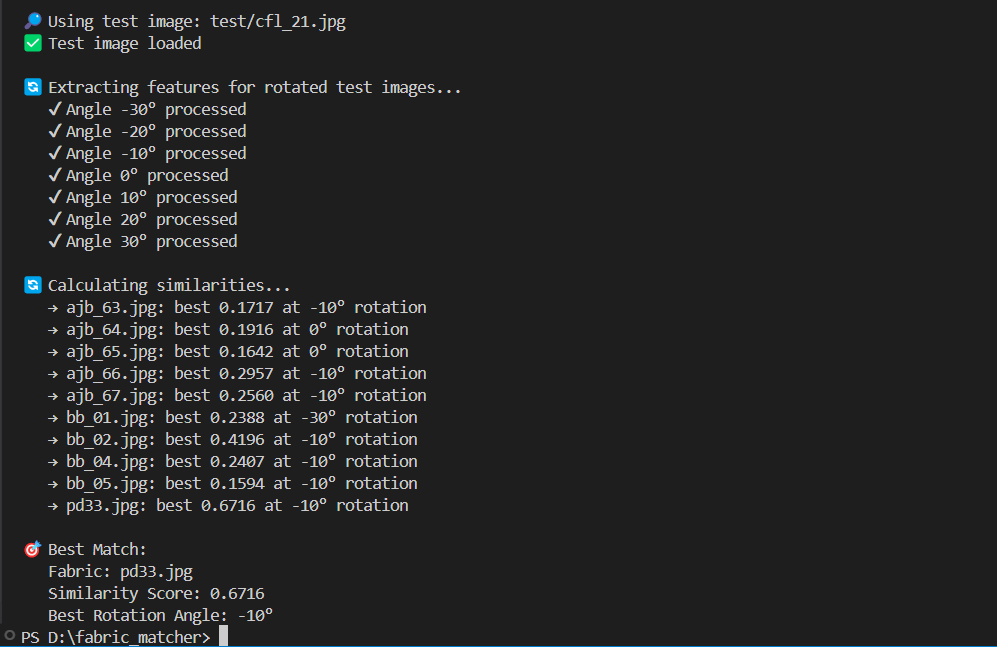 🔎 Using test image: test/cfl_21.jpg
✅ Test image loaded
🔄 Extracting features for rotated test images...
✓ Angle -30° processed
✓ Angle -20° processed
✓ Angle -10° processed
✓ Angle 0° processed
✓ Angle 10° processed
✓ Angle 20° processed
✓ Angle 30° processed
🔄 Calculating similarities...
→ ajb_63.jpg: best 0.1717 at -10° rotation
→ ajb_64.jpg: best 0.1916 at 0° rotation
→ ajb_65.jpg: best 0.1642 at 0° rotation
→ ajb_66.jpg: best 0.2957 at -10° rotation
→ ajb_67.jpg: best 0.2560 at -10° rotation
→ bb_01.jpg: best 0.2388 at -30° rotation
→ bb_02.jpg: best 0.4196 at -10° rotation
→ bb_04.jpg: best 0.2407 at -10° rotation
→ bb_05.jpg: best 0.1594 at -10° rotation
→ pd33.jpg: best 0.6716 at -10° rotation
🎯 Best Match:
Fabric: pd33.jpg
Similarity Score: 0.6716
Best Rotation Angle: -10°
PS D:\fabric_matcher>